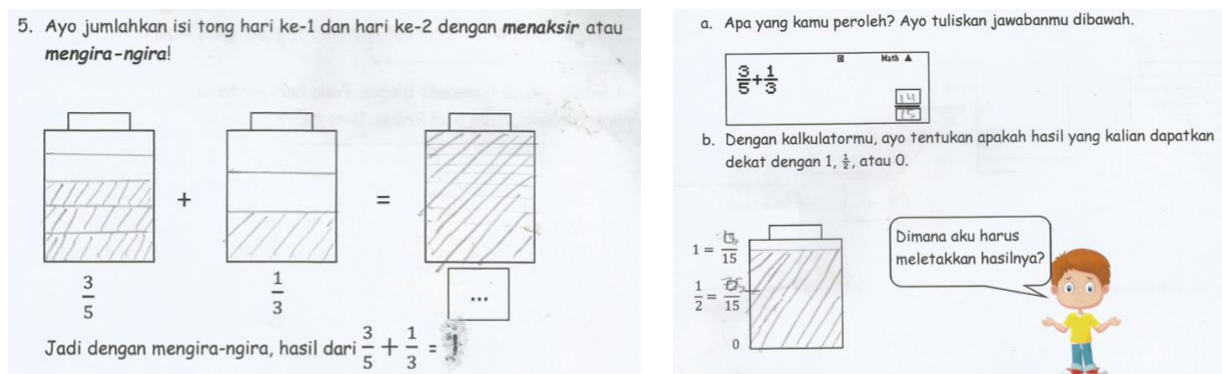 5. Ayo jumlahkan isi tong hari ke-1 dan hari ke-2 dengan menaksir atau
mengira-ngira!
+ =
3/5
1/3
...
Jadi dengan mengira-ngira, hasil dari 3/5 + 1/3 = 1
a. Apa yang kamu peroleh? Ayo tuliskan jawabanmu dibawah.
Math ▲
3/5+1/3
14/15
b. Dengan kalkulatormu, ayo tentukan apakah hasil yang kalian dapatkan
dekat dengan 1, ½, atau 0.
Dimana aku harus
meletakkan hasilnya?
1 = /15
1/2 = /15
0